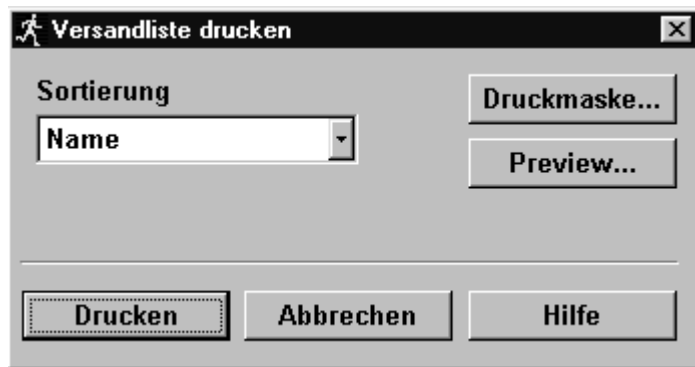 Versandliste drucken
Sortierung
Name
Druckmaske...
Preview...
Drucken
Abbrechen
Hilfe